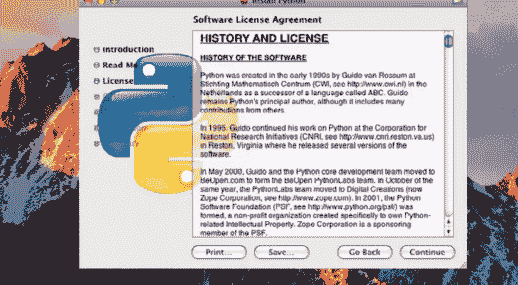 Install Python
Software License Agreement
Introduction
Read Me
License
HISTORY AND LICENSE
HISTORY OF THE SOFTWARE
Python was created in the early 1990s by Guido van Rossum at
Stichting Mathematisch Centrum (CWI, see http://www.cwi.nl) in the
Netherlands as a successor of a language called ABC. Guido
remains Python's principal author, although it includes many
contributions from others.
In 1995, Guido continued his work on Python at the Corporation for
National Research Initiatives (CNRI, see http://www.cnri.reston.va.us)
in Reston, Virginia where he released several versions of the
software.
In May 2000, Guido and the Python core development team moved to
BeOpen.com to form the BeOpen PythonLabs team. In October of the
same year, the PythonLabs team moved to Digital Creations (now
Zope Corporation, see http://www.zope.com). In 2001, the Python
Software Foundation (PSF, see http://www.python.org/psf/) was
formed, a non-profit organization created specifically to own Python-
related Intellectual Property. Zope Corporation is a sponsoring
member of the PSF.
Print...
Save...
Go Back
Continue